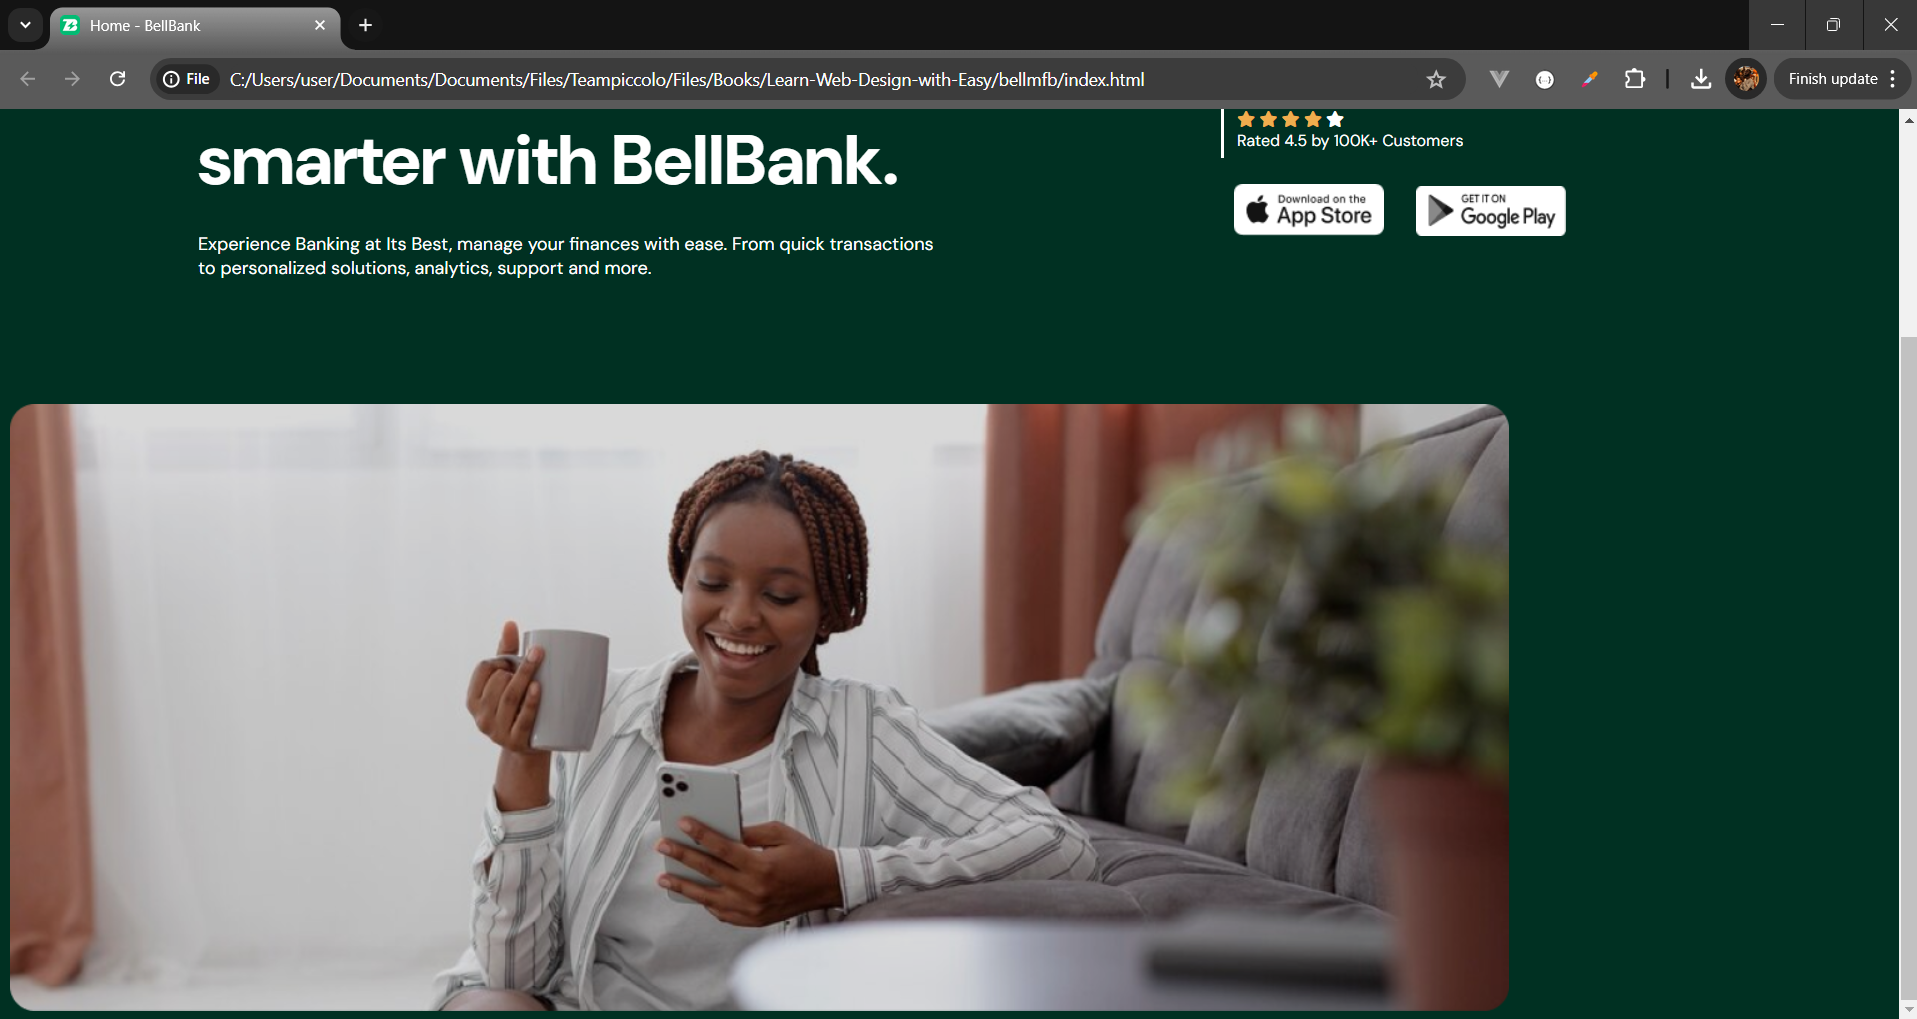 Home - BellBank
File
C:/Users/user/Documents/Documents/Files/Teampiccolo/Files/Books/Learn-Web-Design-with-Easy/bellmfb/index.html
Finish update
smarter with BellBank.
Experience Banking at Its Best, manage your finances with ease. From quick transactions
to personalized solutions, analytics, support and more.
Rated 4.5 by 100K+ Customers
Download on the
App Store
GET IT ON
Google Play